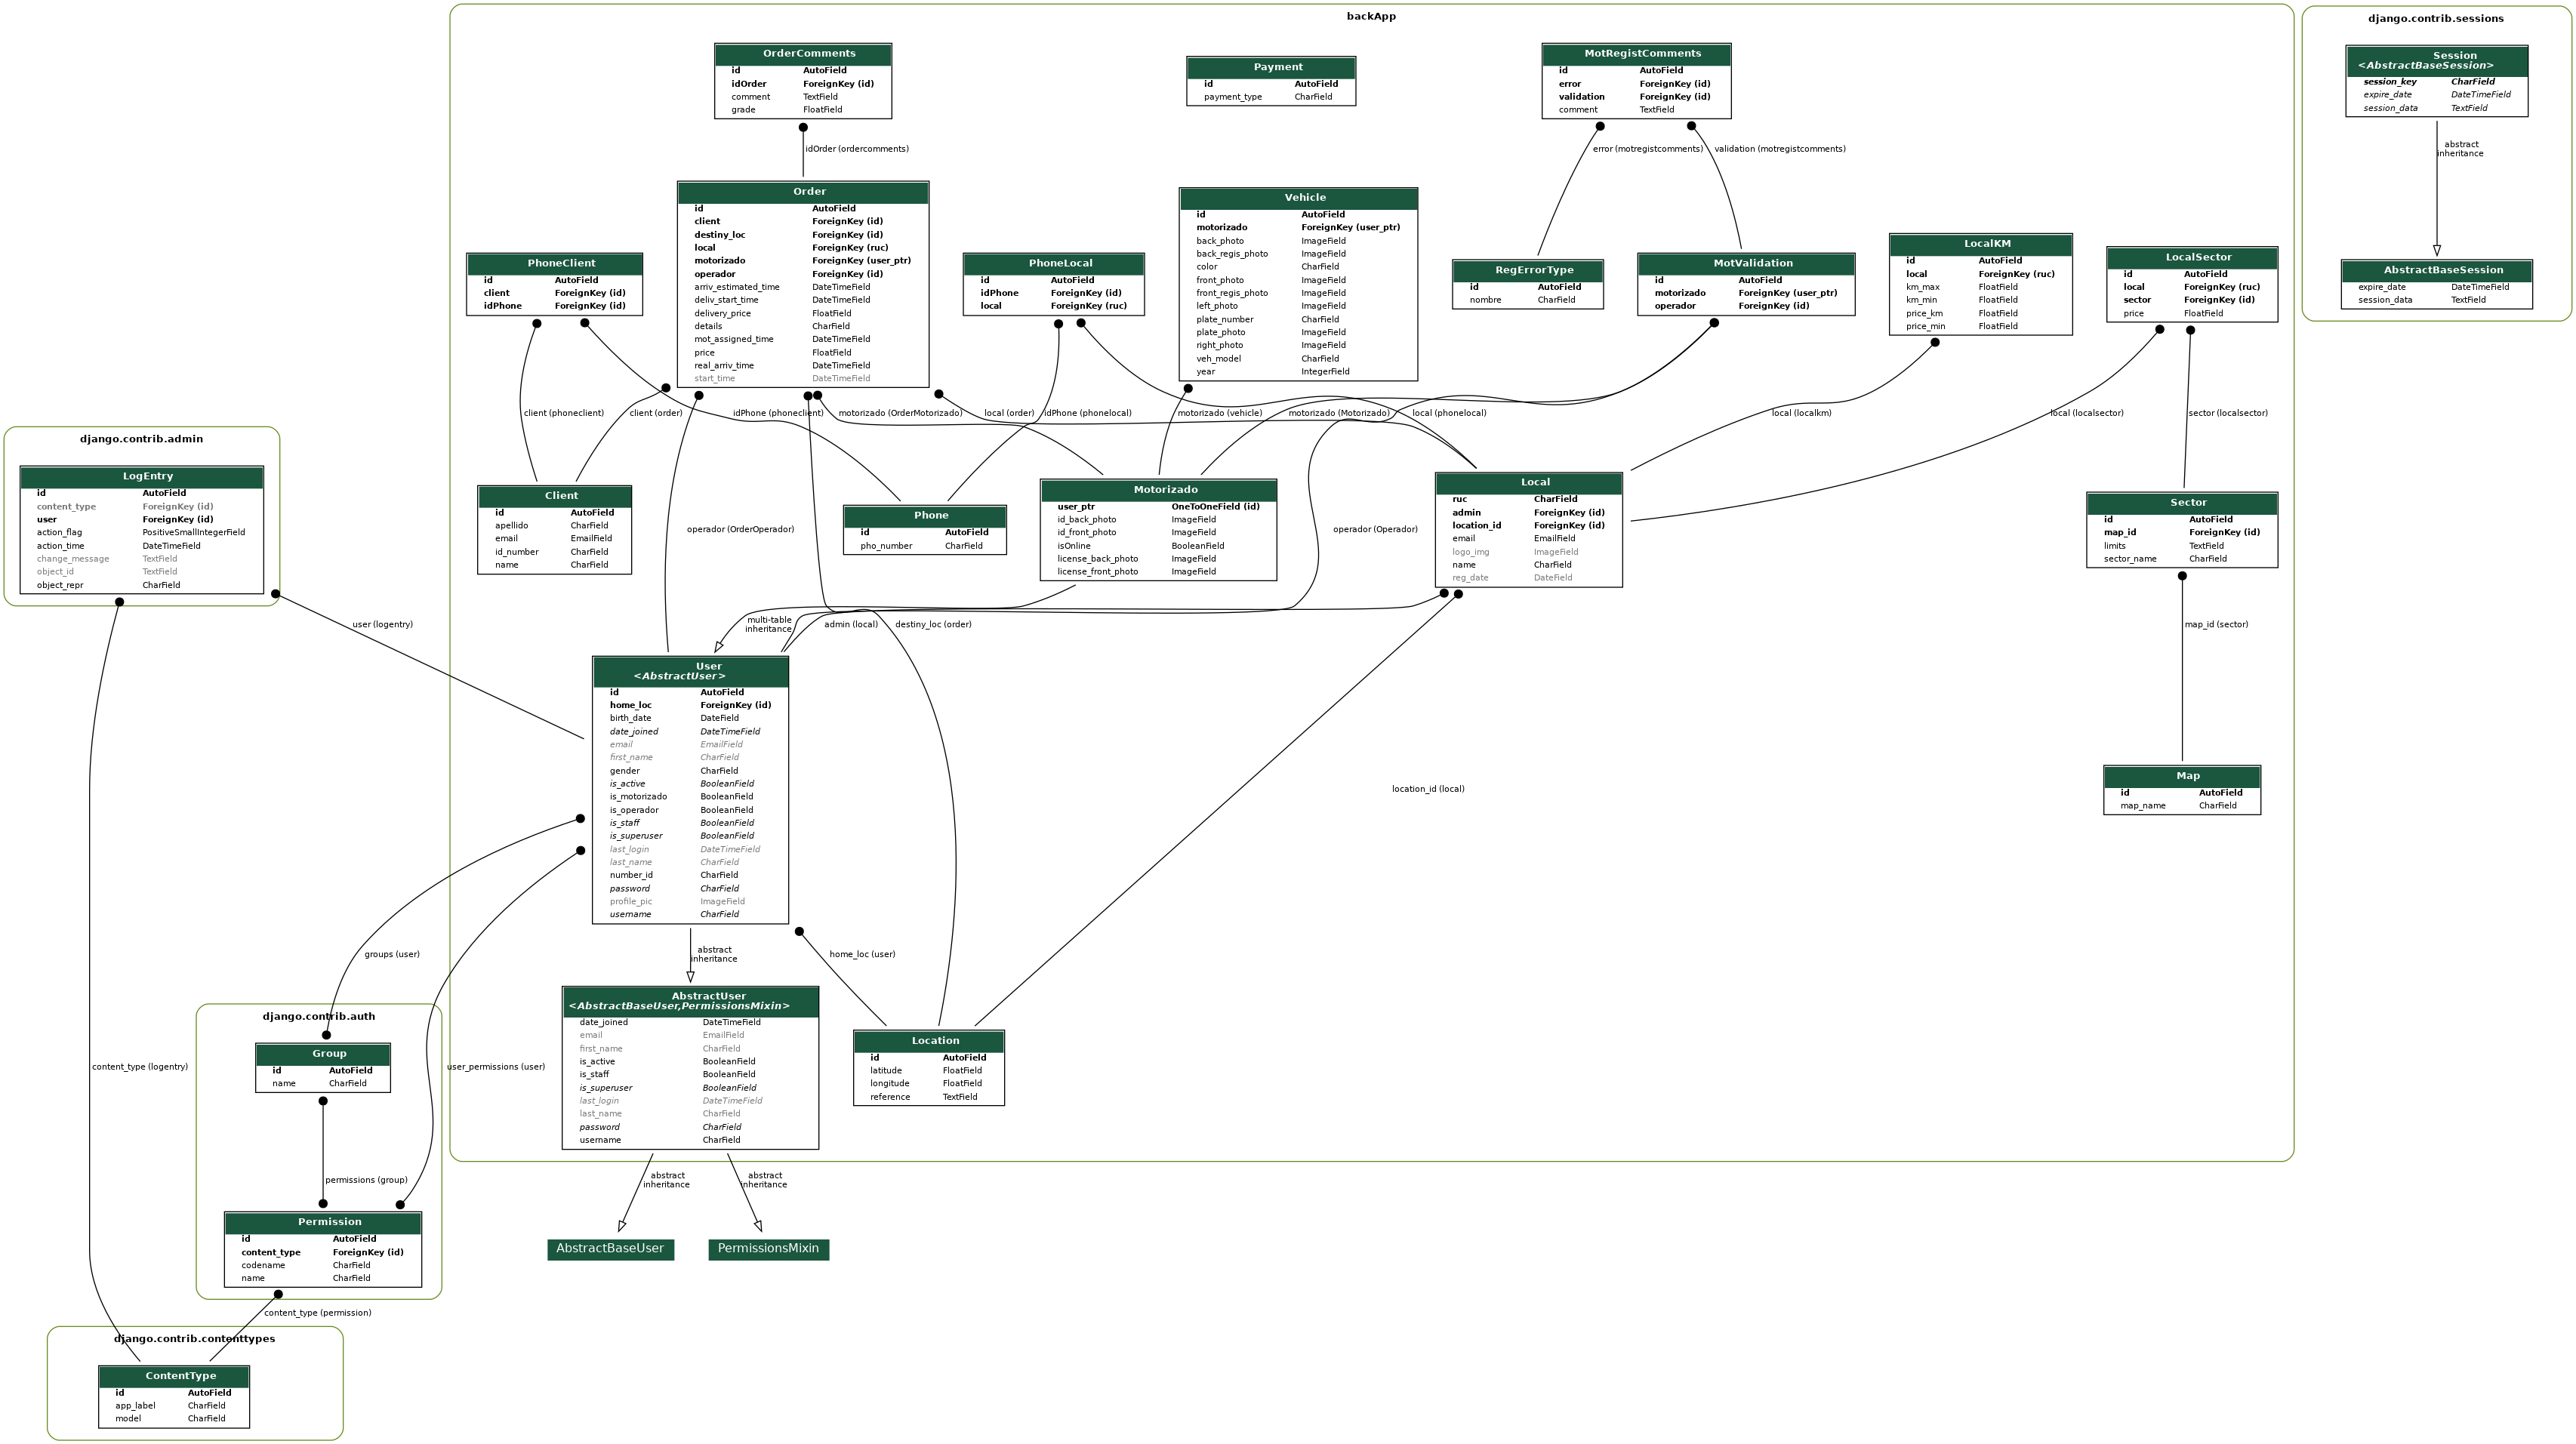 backApp
OrderComments
id AutoField
idOrder ForeignKey (id)
comment TextField
grade FloatField
Payment
id AutoField
payment_type CharField
MotRegistComments
id AutoField
error ForeignKey (id)
validation ForeignKey (id)
comment TextField
django.contrib.sessions
Session
<AbstractBaseSession>
session_key CharField
expire_date DateTimeField
session_data TextField
idOrder (ordercomments)
error (motregistcomments)
validation (motregistcomments)
abstract
inheritance
Order
id AutoField
client ForeignKey (id)
destiny_loc ForeignKey (id)
local ForeignKey (ruc)
motorizado ForeignKey (user_ptr)
operador ForeignKey (id)
arriv_estimated_time DateTimeField
deliv_start_time DateTimeField
delivery_price FloatField
details CharField
mot_assigned_time DateTimeField
price FloatField
real_arriv_time DateTimeField
start_time DateTimeField
Vehicle
id AutoField
motorizado ForeignKey (user_ptr)
back_photo ImageField
back_regis_photo ImageField
color CharField
front_photo ImageField
front_regis_photo ImageField
left_photo ImageField
plate_number CharField
plate_photo ImageField
right_photo ImageField
veh_model CharField
year IntegerField
PhoneClient
id AutoField
client ForeignKey (id)
idPhone ForeignKey (id)
PhoneLocal
id AutoField
idPhone ForeignKey (id)
local ForeignKey (ruc)
RegErrorType
id AutoField
nombre CharField
MotValidation
id AutoField
motorizado ForeignKey (user_ptr)
operador ForeignKey (id)
LocalKM
id AutoField
local ForeignKey (ruc)
km_max FloatField
km_min FloatField
price_km FloatField
price_min FloatField
LocalSector
id AutoField
local ForeignKey (ruc)
sector ForeignKey (id)
price FloatField
AbstractBaseSession
expire_date DateTimeField
session_data TextField
client (phoneclient)
client (order)
idPhone (phoneclient)
motorizado (OrderMotorizado)
local (order)
idPhone (phonelocal)
motorizado (vehicle)
motorizado (Motorizado)
local (phonelocal)
local (localkm)
local (localsector)
sector (localsector)
django.contrib.admin
LogEntry
id AutoField
content_type ForeignKey (id)
user ForeignKey (id)
action_flag PositiveSmallIntegerField
action_time DateTimeField
change_message TextField
object_id TextField
object_repr CharField
Client
id AutoField
apellido CharField
email EmailField
id_number CharField
name CharField
operador (OrderOperador)
Phone
id AutoField
pho_number CharField
Motorizado
user_ptr OneToOneField (id)
id_back_photo ImageField
id_front_photo ImageField
isOnline BooleanField
license_back_photo ImageField
license_front_photo ImageField
operador (Operador)
Local
ruc CharField
admin ForeignKey (id)
location_id ForeignKey (id)
email EmailField
logo_img ImageField
name CharField
reg_date DateField
Sector
id AutoField
map_id ForeignKey (id)
limits TextField
sector_name CharField
user (logentry)
multi-table
inheritance
admin (local)
destiny_loc (order)
map_id (sector)
User
<AbstractUser>
id AutoField
home_loc ForeignKey (id)
birth_date DateField
date_joined DateTimeField
email EmailField
first_name CharField
gender CharField
is_active BooleanField
is_motorizado BooleanField
is_operador BooleanField
is_staff BooleanField
is_superuser BooleanField
last_login DateTimeField
last_name CharField
number_id CharField
password CharField
profile_pic ImageField
username CharField
location_id (local)
Map
id AutoField
map_name CharField
groups (user)
abstract
inheritance
home_loc (user)
django.contrib.auth
Group
id AutoField
name CharField
content_type (logentry)
user_permissions (user)
AbstractUser
<AbstractBaseUser,PermissionsMixin>
date_joined DateTimeField
email EmailField
first_name CharField
is_active BooleanField
is_staff BooleanField
is_superuser BooleanField
last_login DateTimeField
last_name CharField
password CharField
username CharField
Location
id AutoField
latitude FloatField
longitude FloatField
reference TextField
permissions (group)
abstract
inheritance
abstract
inheritance
Permission
id AutoField
content_type ForeignKey (id)
codename CharField
name CharField
AbstractBaseUser
PermissionsMixin
content_type (permission)
django.contrib.contenttypes
ContentType
id AutoField
app_label CharField
model CharField